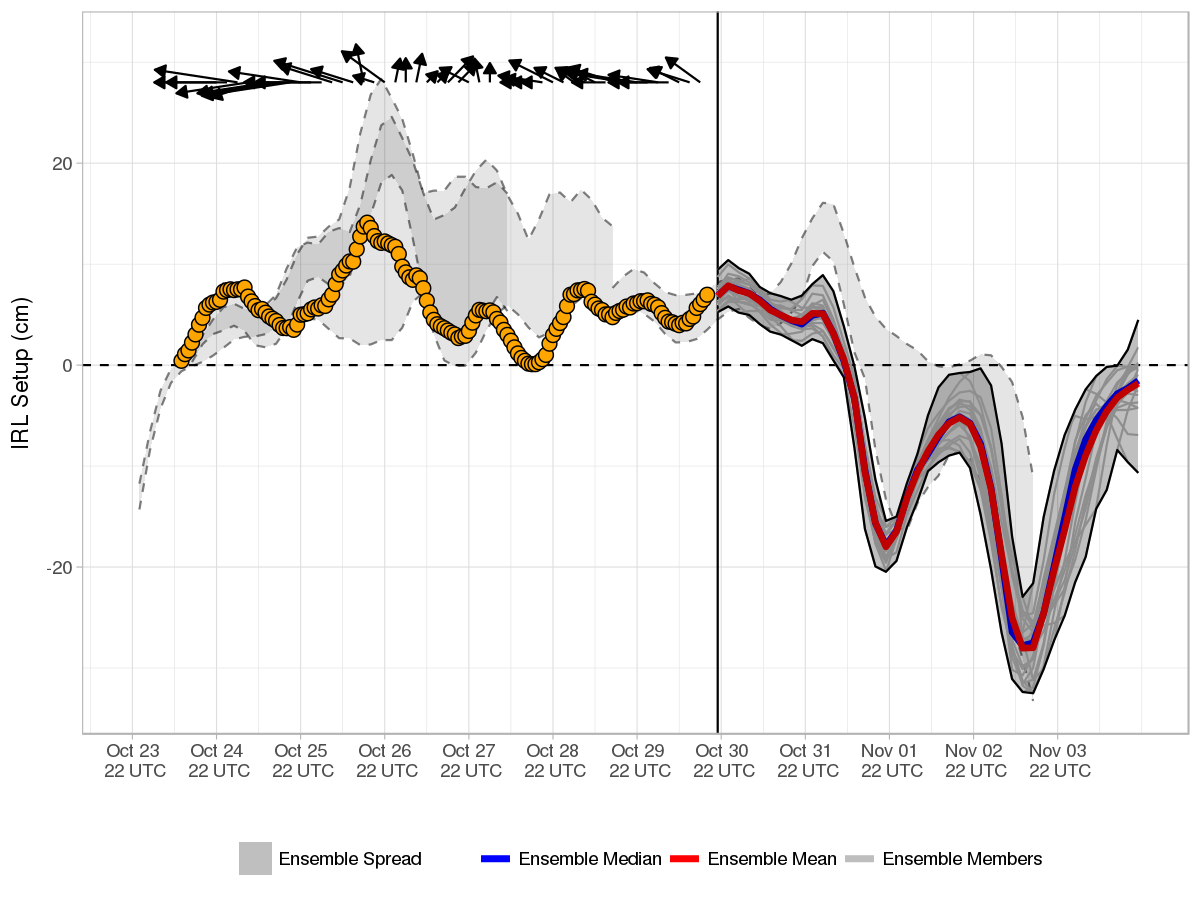 IRL Setup (cm)
20
0
-20
Oct 23 Oct 24 Oct 25 Oct 26 Oct 27 Oct 28 Oct 29 Oct 30 Oct 31 Nov 01 Nov 02 Nov 03
22 UTC 22 UTC 22 UTC 22 UTC 22 UTC 22 UTC 22 UTC 22 UTC 22 UTC 22 UTC 22 UTC 22 UTC
Ensemble Spread Ensemble Median Ensemble Mean Ensemble Members